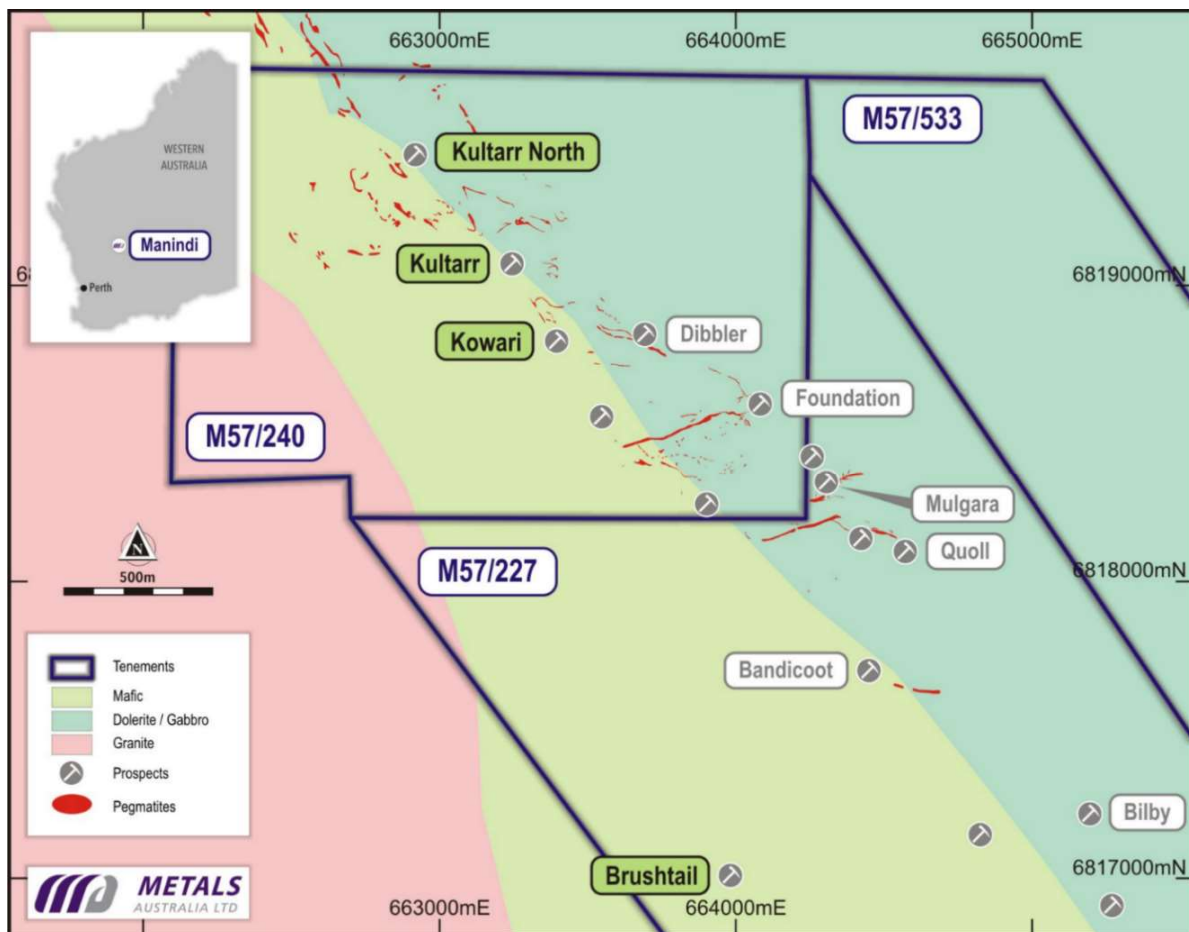 663000mE
664000mE
665000mE
WESTERN
AUSTRALIA
Manindi
Perth
M57/533
Kultarr North
Kultarr
68
6819000mN
Kowari
Dibbler
Foundation
M57/240
Mulgara
Quoll
N
500m
M57/227
6818000mN
Bandicoot
Tenements
Mafic
Dolerite / Gabbro
Granite
Prospects
Pegmatites
Bilby
Brushtail
6817000mN
METALS
AUSTRALIA LTD
663000mE
664000mE